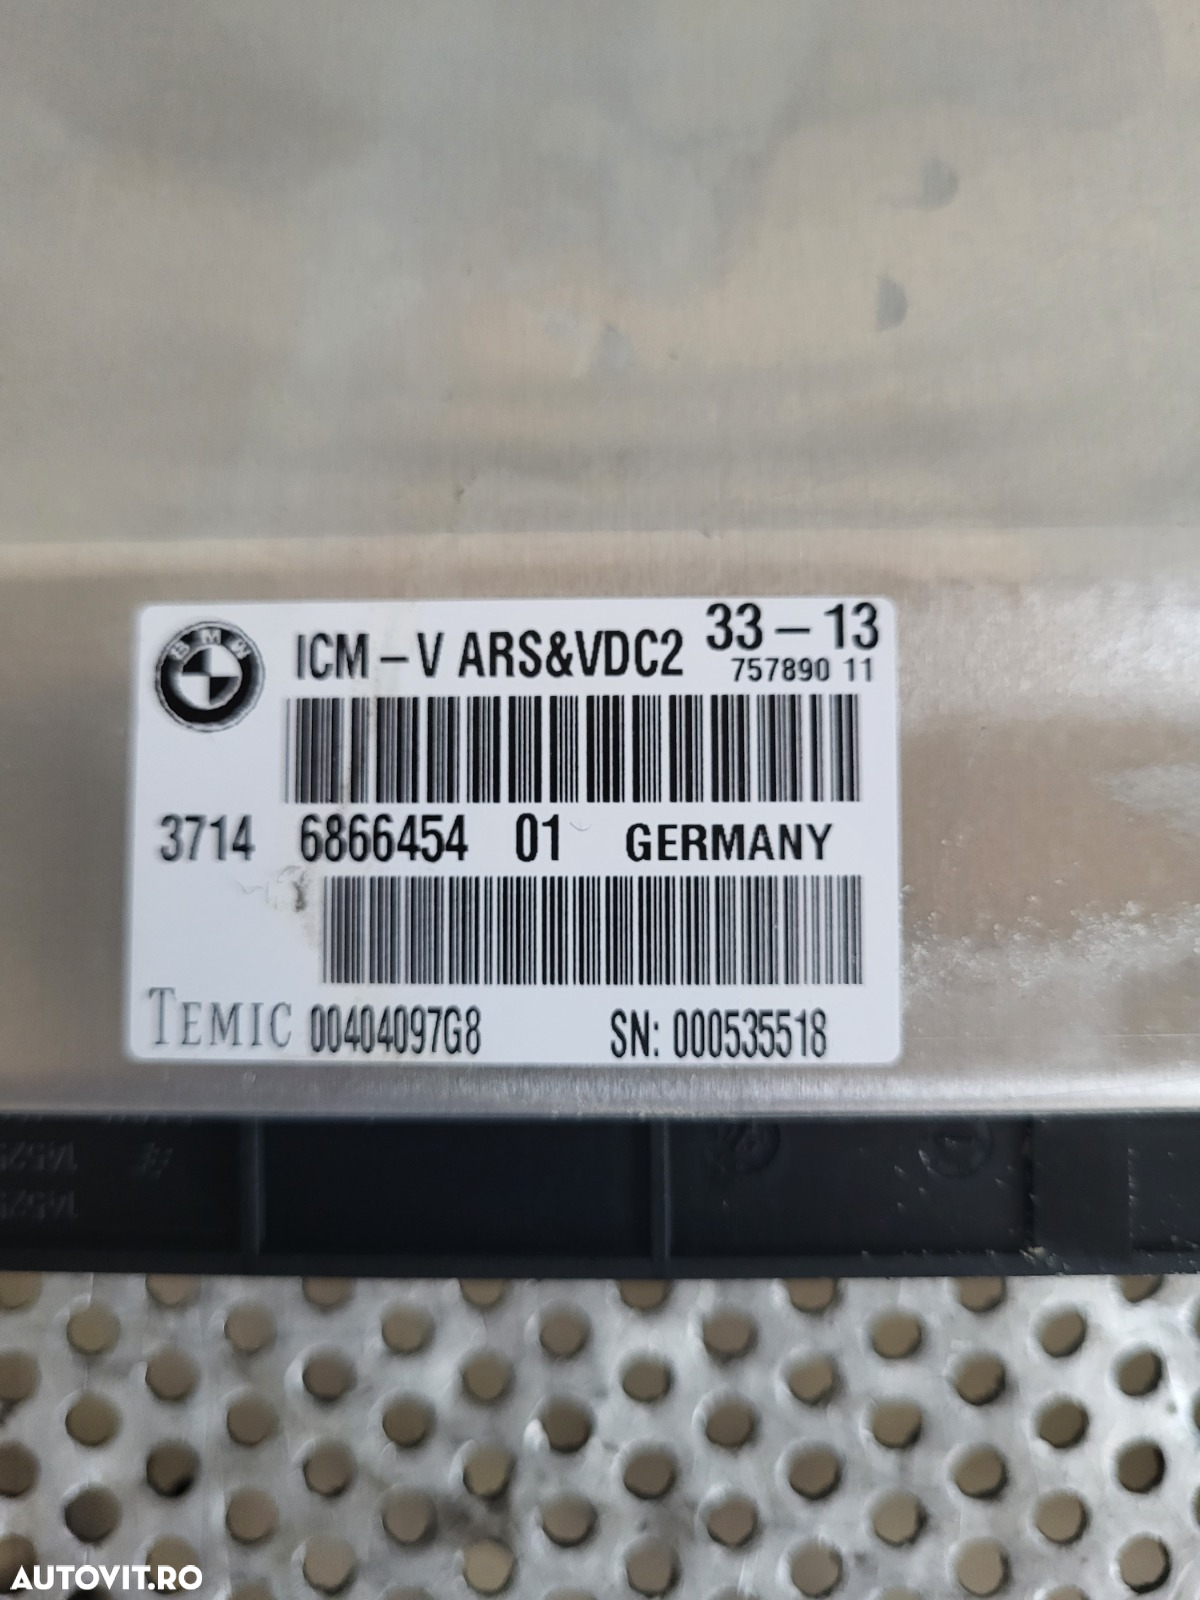 BMW
ICM-V ARS&VDC2 33-13
757890 11
3714 6866454 01 GERMANY
TEMIC 00404097G8 SN: 000535518
AUTOVIT.RO